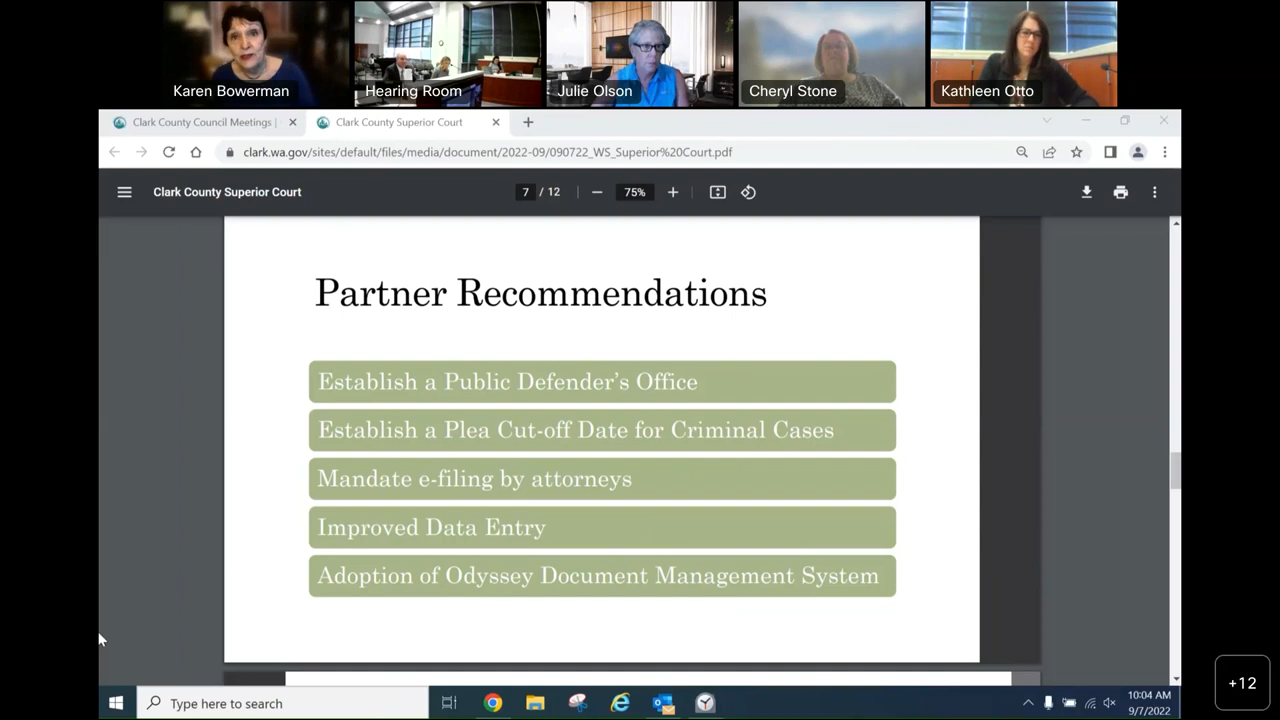 Karen Bowerman
Hearing Room
Julie Olson
Cheryl Stone
Kathleen Otto
Clark County Council Meetings |
Clark County Superior Court
clark.wa.gov/sites/default/files/media/document/2022-09/090722_WS_Superior%20Court.pdf
Clark County Superior Court
7 / 12
75%
Partner Recommendations
Establish a Public Defender's Office
Establish a Plea Cut-off Date for Criminal Cases
Mandate e-filing by attorneys
Improved Data Entry
Adoption of Odyssey Document Management System
+12
Type here to search
10:04 AM
9/7/2022